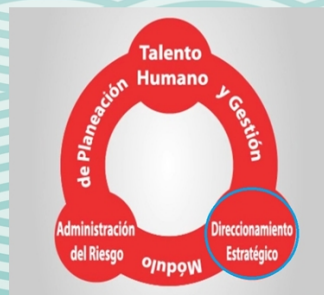 Talento
Humano
Módulo
de Planeación
y Gestión
Administración
del Riesgo
Direccionamiento
Estratégico